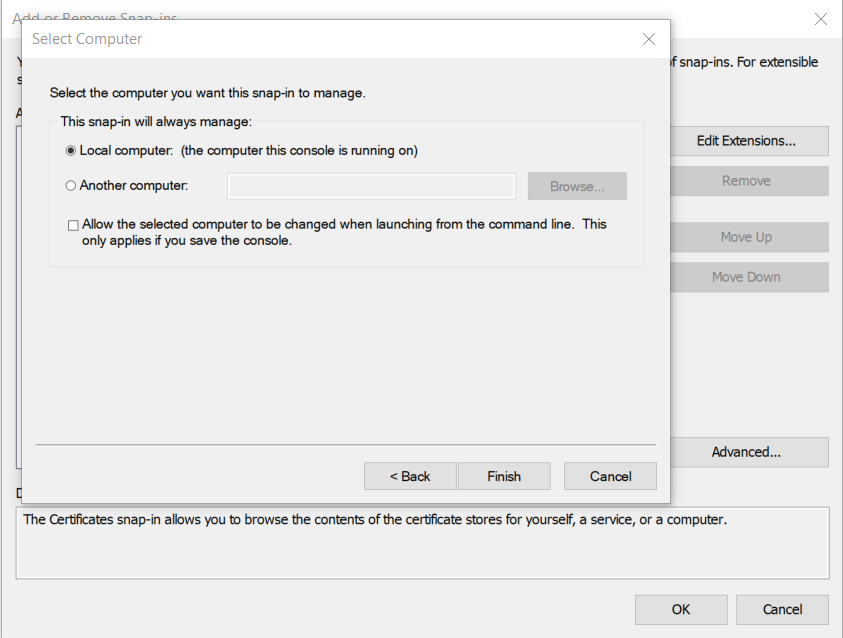 Add or Remove Snap-ins
Select Computer
of snap-ins. For extensible
Select the computer you want this snap-in to manage.
This snap-in will always manage:
Local computer: (the computer this console is running on)
Another computer:
Browse...
Allow the selected computer to be changed when launching from the command line. This
only applies if you save the console.
Edit Extensions...
Remove
Move Up
Move Down
Advanced...
< Back
Finish
Cancel
The Certificates snap-in allows you to browse the contents of the certificate stores for yourself, a service, or a computer.
OK
Cancel